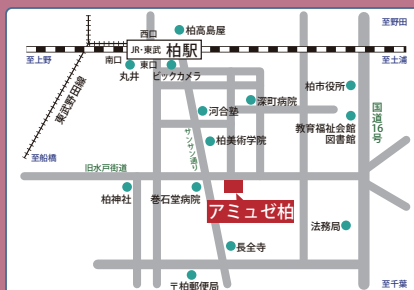 西口
柏高島屋
至野田
JR・東武 柏駅
至上野
南口
東口
至土浦
丸井
ビックカメラ
東武野田線
柏市役所
深町病院
河合塾
国道16号
教育福祉会館
図書館
サンサン通り
柏美術学院
至船橋
旧水戸街道
柏神社
巻石堂病院
アミュゼ柏
法務局
長全寺
〒柏郵便局
至千葉